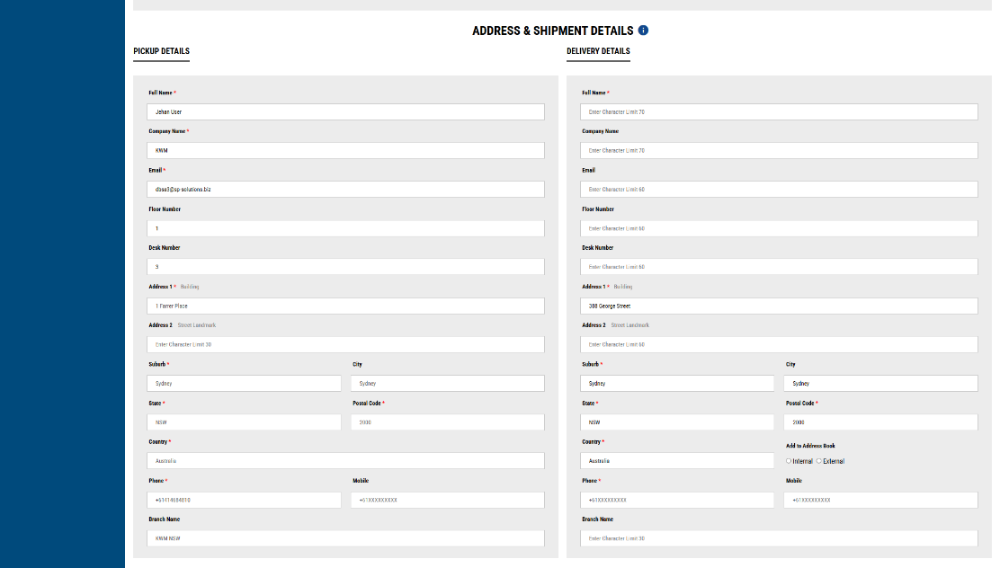 ADDRESS & SHIPMENT DETAILS i
PICKUP DETAILS
Full Name *
Jehan User
Company Name *
KWM
Email *
dbsa3@sp-solutions.biz
Floor Number
1
Desk Number
3
Address 1 * Building
1 Farrer Place
Address 2 Street Landmark
Enter Character Limit 30
Suburb * City
Sydney Sydney
State * Postal Code *
NSW 2000
Country *
Australia
Phone * Mobile
+61414684810 +61XXXXXXXXX
Branch Name
KWM NSW
DELIVERY DETAILS
Full Name *
Enter Character Limit 70
Company Name
Enter Character Limit 70
Email
Enter Character Limit 60
Floor Number
Enter Character Limit 60
Desk Number
Enter Character Limit 60
Address 1 * Building
388 George Street
Address 2 Street Landmark
Enter Character Limit 60
Suburb * City
Sydney Sydney
State * Postal Code *
NSW 2000
Country * Add to Address Book
Australia Internal External
Phone * Mobile
+61XXXXXXXXX +61XXXXXXXXX
Branch Name
Enter Character Limit 30